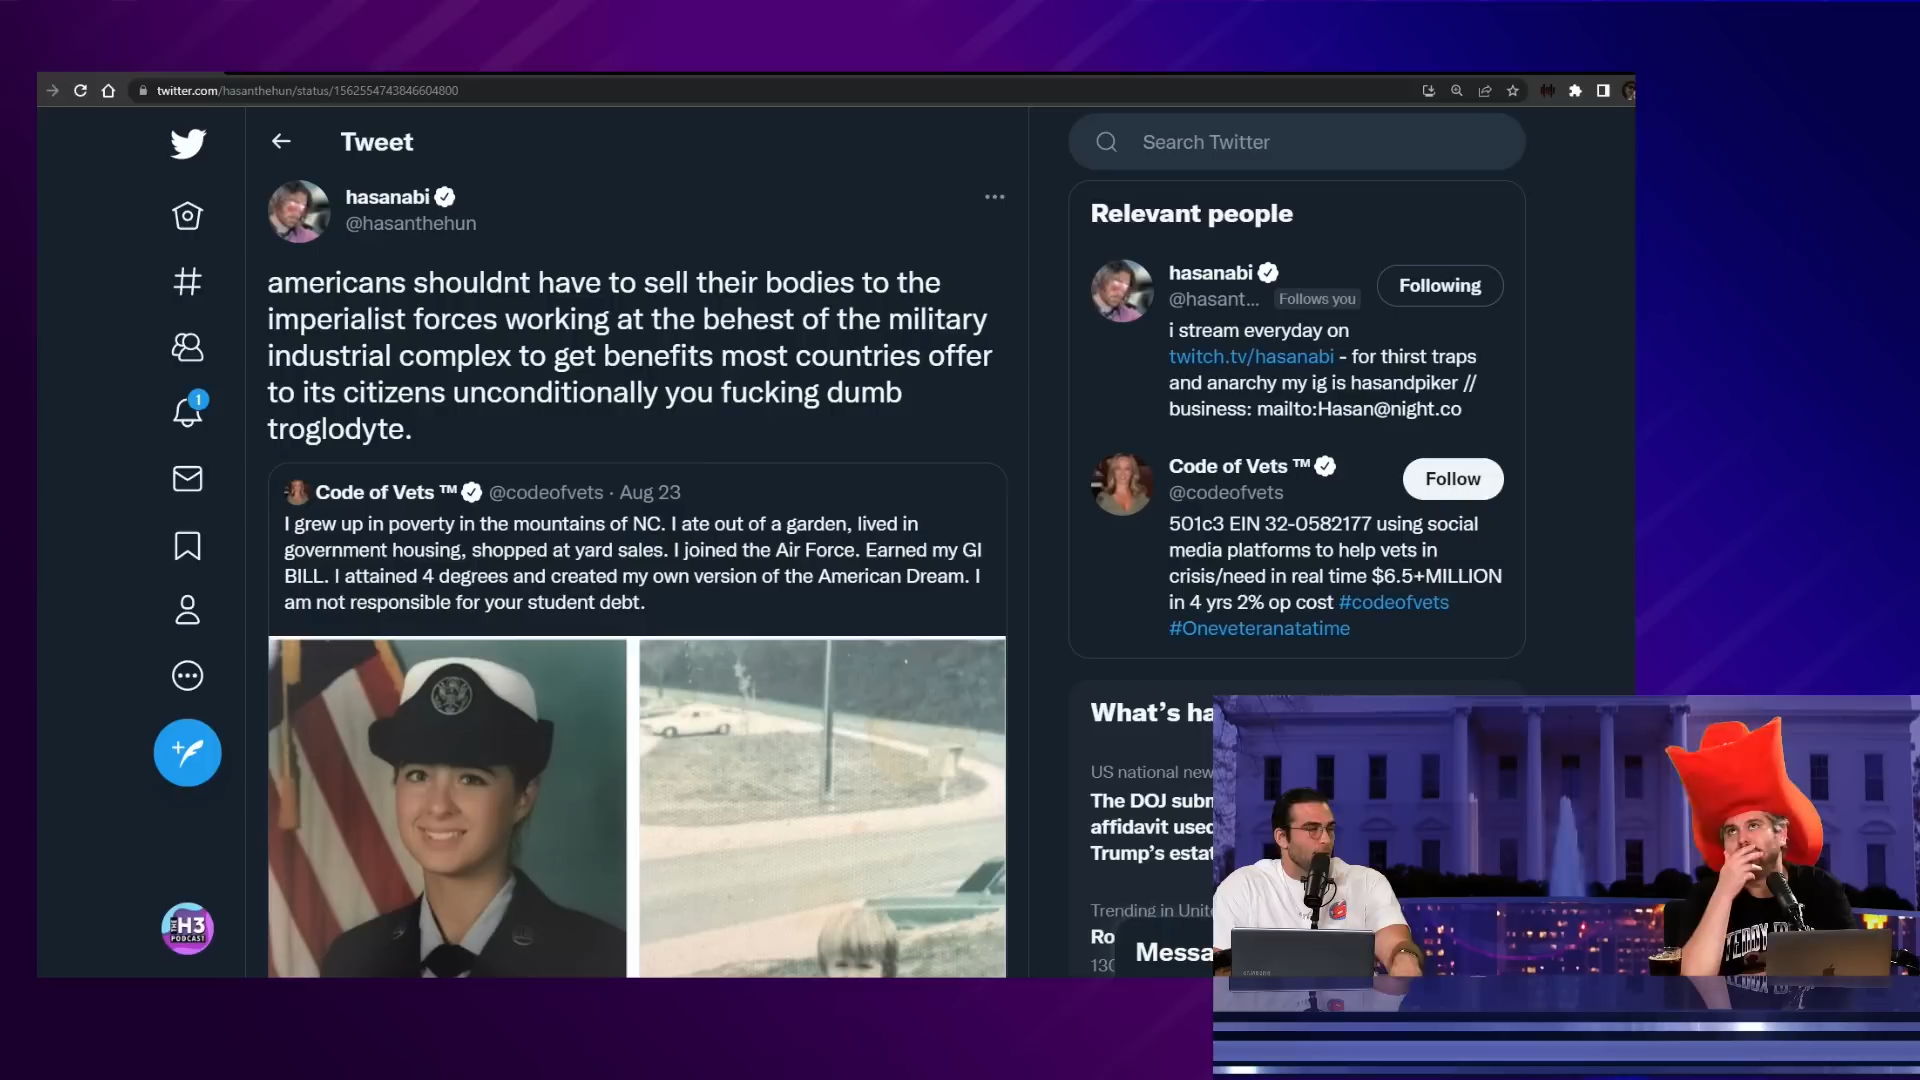 twitter.com/hasanthehun/status/1562554743846604800
Tweet
hasanabi
@hasanthehun
americans shouldnt have to sell their bodies to the
imperialist forces working at the behest of the military
industrial complex to get benefits most countries offer
to its citizens unconditionally you fucking dumb
troglodyte.
Code of Vets ™ @codeofvets · Aug 23
I grew up in poverty in the mountains of NC. I ate out of a garden, lived in
government housing, shopped at yard sales. I joined the Air Force. Earned my GI
BILL. I attained 4 degrees and created my own version of the American Dream. I
am not responsible for your student debt.
1
THE H3
PODCAST
Search Twitter
Relevant people
hasanabi
Following
@hasant... Follows you
i stream everyday on
twitch.tv/hasanabi - for thirst traps
and anarchy my ig is hasandpiker //
business: mailto:Hasan@night.co
Code of Vets ™
Follow
@codeofvets
501c3 EIN 32-0582177 using social
media platforms to help vets in
crisis/need in real time $6.5+MILLION
in 4 yrs 2% op cost #codeofvets
#Oneveteranatatime
What's ha
US national new
The DOJ subm
affidavit used
Trump's estat
Trending in Unite
Ro
130
Messa